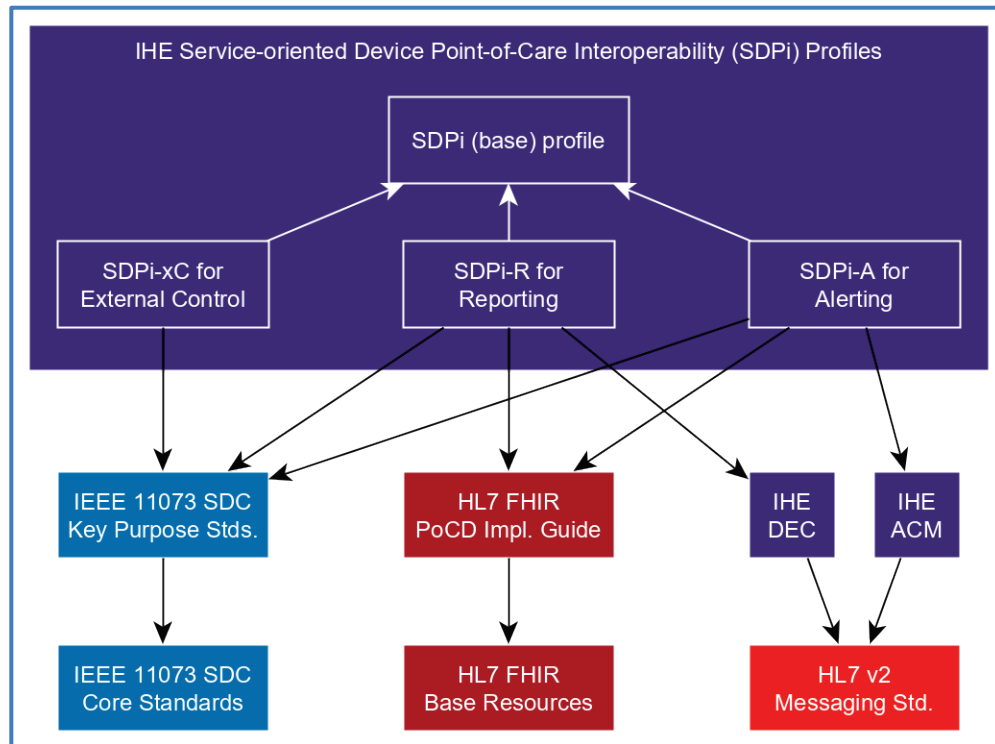 IHE Service-oriented Device Point-of-Care Interoperability (SDPi) Profiles
SDPi (base) profile
SDPi-xC for
External Control
SDPi-R for
Reporting
SDPi-A for
Alerting
IEEE 11073 SDC
Key Purpose Stds.
HL7 FHIR
PoCD Impl. Guide
IHE
DEC
IHE
ACM
IEEE 11073 SDC
Core Standards
HL7 FHIR
Base Resources
HL7 v2
Messaging Std.